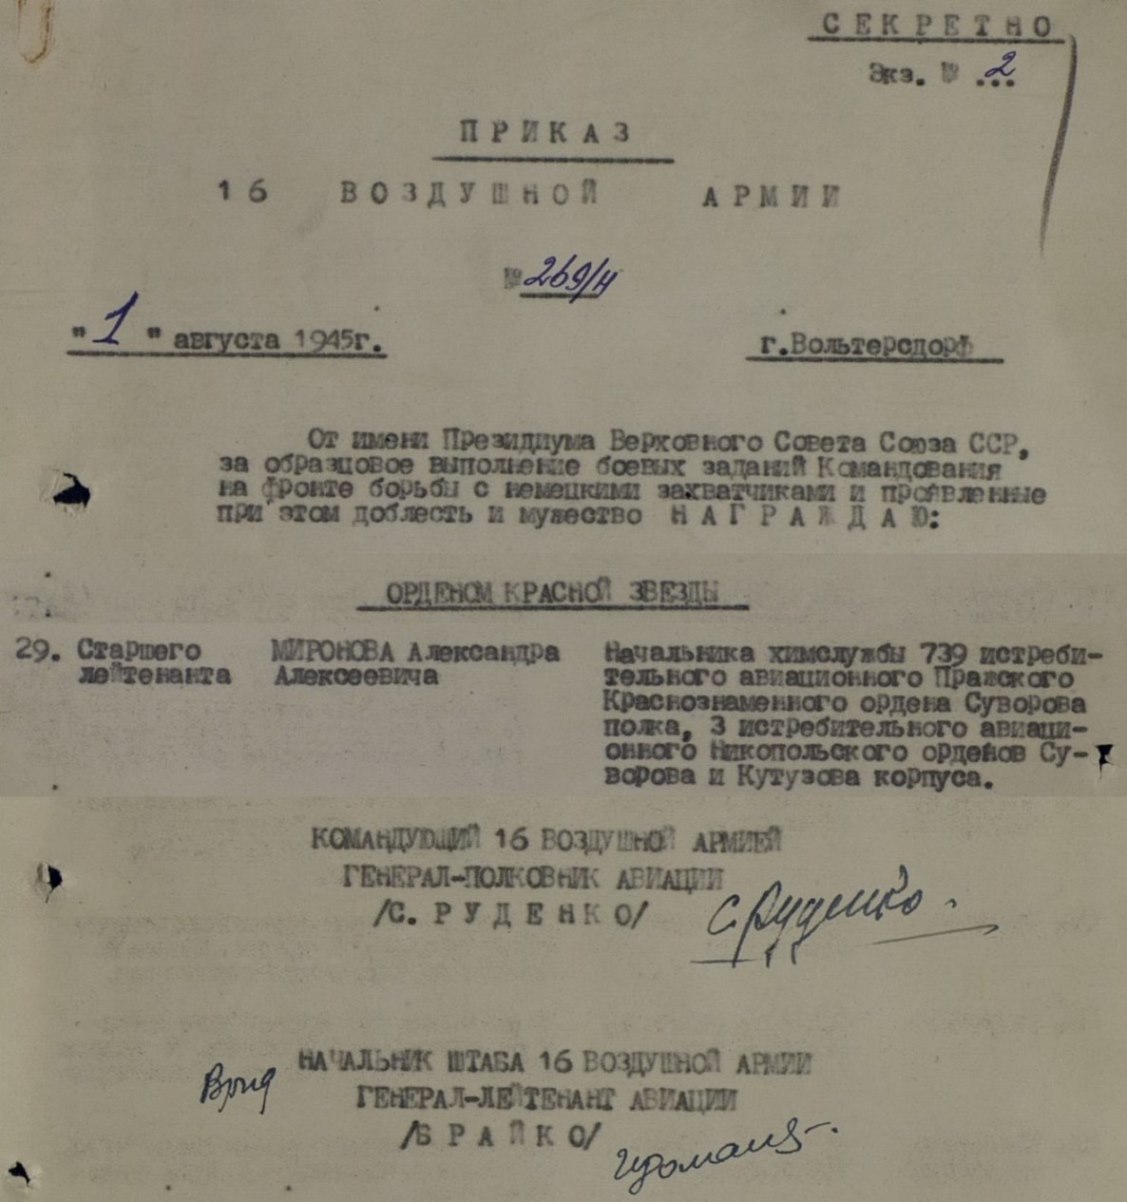 СЕКРЕТНО
Экз. № 2
ПРИКАЗ
16 ВОЗДУШНОЙ АРМИИ
№ 269/н
"1" августа 1945г. г.Вольтерсдорф
От имени Президиума Верховного Совета Союза ССР,
за образцовое выполнение боевых заданий Командования
на фронте борьбы с немецкими захватчиками и проявленные
при этом доблесть и мужество НАГРАЖДАЮ:
ОРДЕНОМ КРАСНОЙ ЗВЕЗДЫ
29. Старшего МИРОНОВА Александра Начальника химслужбы 739 истреби-
лейтенанта Алексеевича тельного авиационного Пражского
Краснознаменного ордена Суворова
полка, 3 истребительного авиаци-
онного Никопольского орденов Су-
ворова и Кутузова корпуса.
КОМАНДУЮЩИЙ 16 ВОЗДУШНОЙ АРМИЕЙ
ГЕНЕРАЛ-ПОЛКОВНИК АВИАЦИИ
/С. РУДЕНКО/ С. Руденко
Врид НАЧАЛЬНИК ШТАБА 16 ВОЗДУШНОЙ АРМИИ
ГЕНЕРАЛ-ЛЕЙТЕНАНТ АВИАЦИИ
/БРАЙКО/